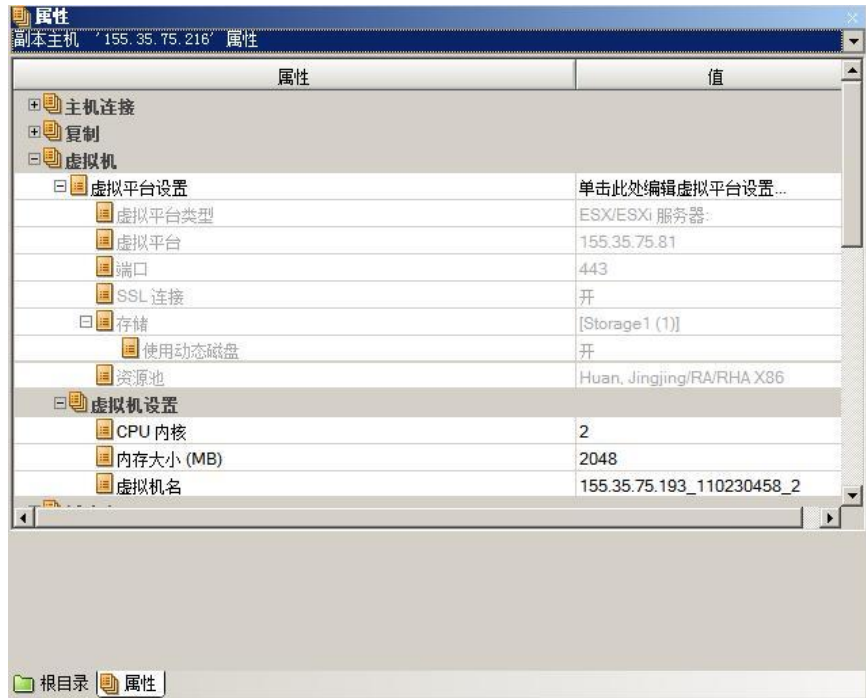 属性
副本主机 '155.35.75.216' 属性
属性 值
主机连接
复制
虚拟机
虚拟平台设置 单击此处编辑虚拟平台设置...
虚拟平台类型 ESX/ESXi 服务器:
虚拟平台 155.35.75.81
端口 443
SSL 连接 开
存储 [Storage1 (1)]
使用动态磁盘 开
资源池 Huan, Jingjing/RA/RHA X86
虚拟机设置
CPU 内核 2
内存大小 (MB) 2048
虚拟机名 155.35.75.193_110230458_2
根目录 属性